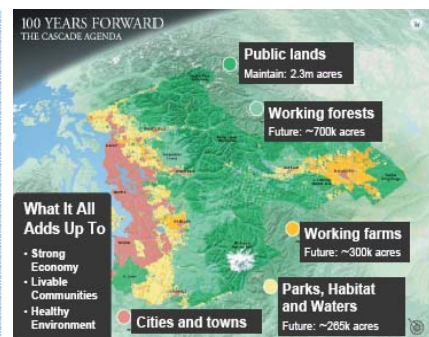 100 YEARS FORWARD
THE CASCADE AGENDA
Public lands
Maintain: 2.3m acres
Working forests
Future: ~700k acres
What It All
Adds Up To
• Strong
Economy
• Livable
Communities
• Healthy
Environment
Working farms
Future: ~300k acres
Parks, Habitat
and Waters
Future: ~265k acres
Cities and towns